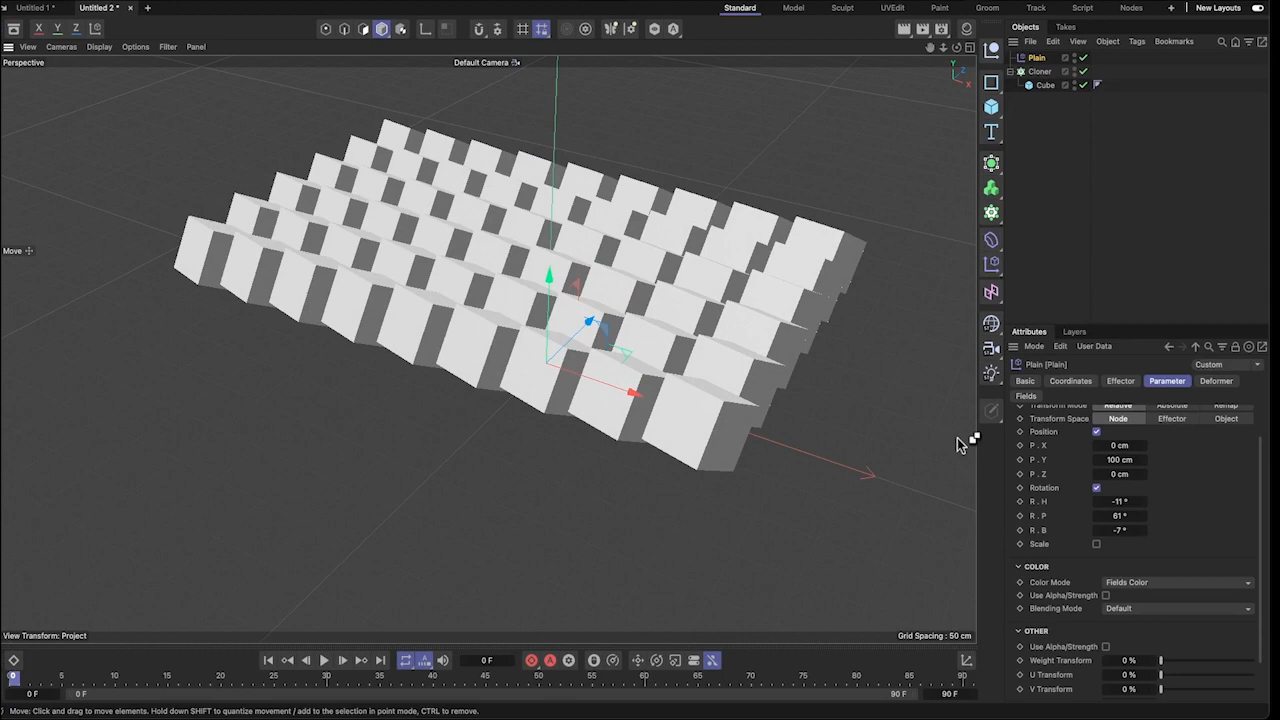 Untitled 1 *
Untitled 2 *
Standard
Model
Sculpt
UVEdit
Paint
Groom
Track
Script
Nodes
New Layouts
X
Y
Z
View
Cameras
Display
Options
Filter
Panel
Perspective
Default Camera
Y
Z
X
Move
View Transform: Project
Grid Spacing : 50 cm
Objects
Takes
File
Edit
View
Object
Tags
Bookmarks
Plain
Cloner
Cube
Attributes
Layers
Mode
Edit
User Data
Plain [Plain]
Custom
Basic
Coordinates
Effector
Parameter
Deformer
Fields
Transform Mode
Relative
Absolute
Remap
Transform Space
Node
Effector
Object
Position
P . X
0 cm
P . Y
100 cm
P . Z
0 cm
Rotation
R . H
-11 °
R . P
61 °
R . B
-7 °
Scale
COLOR
Color Mode
Fields Color
Use Alpha/Strength
Blending Mode
Default
OTHER
Use Alpha/Strength
Weight Transform
0 %
U Transform
0 %
V Transform
0 %
0 F
0
5
10
15
20
25
30
35
40
45
50
55
60
65
70
75
80
85
90
0 F
0 F
90 F
90 F
Move: Click and drag to move elements. Hold down SHIFT to quantize movement / add to the selection in point mode, CTRL to remove.